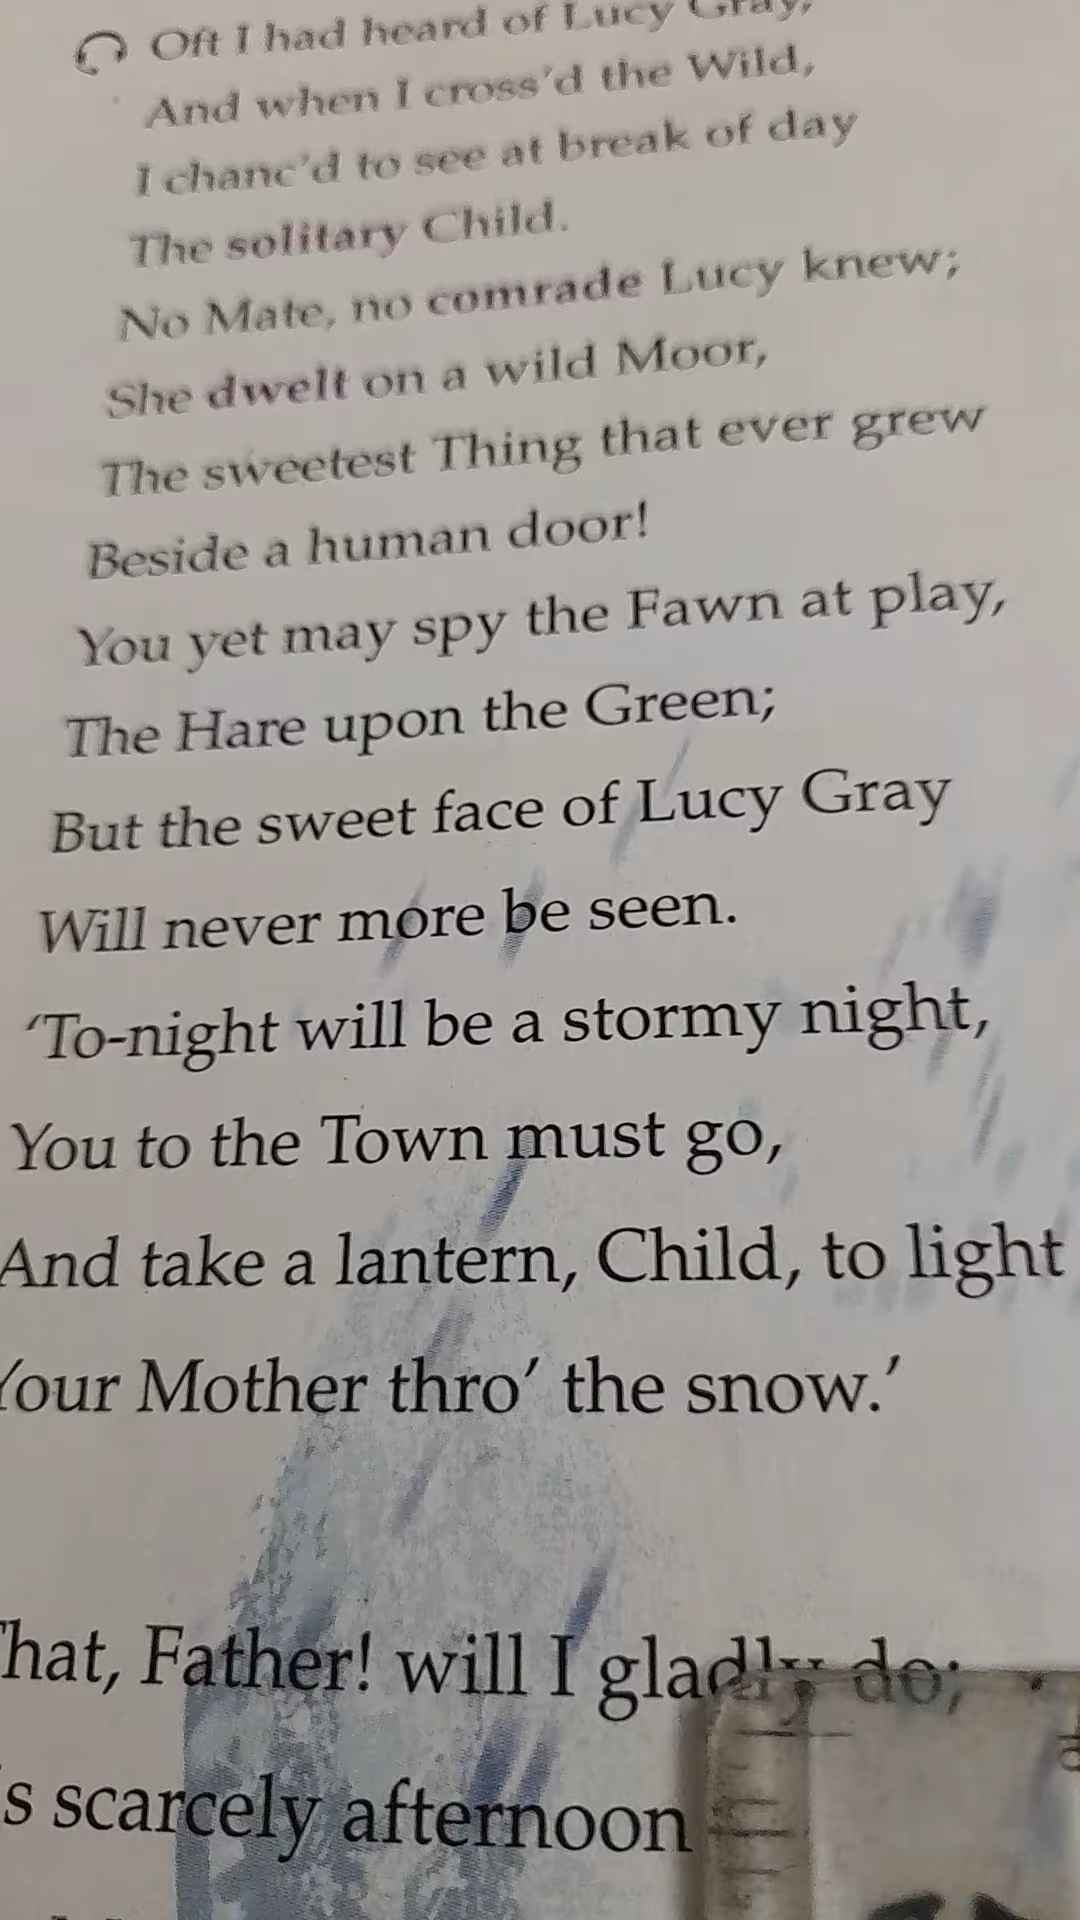 Oft I had heard of Lucy Gray,
And when I cross'd the Wild,
I chanc'd to see at break of day
The solitary Child.
No Mate, no comrade Lucy knew;
She dwelt on a wild Moor,
The sweetest Thing that ever grew
Beside a human door!
You yet may spy the Fawn at play,
The Hare upon the Green;
But the sweet face of Lucy Gray
Will never more be seen.
‘To-night will be a stormy night,
You to the Town must go,
And take a lantern, Child, to light
Your Mother thro’ the snow.’
That, Father! will I gladly do;
scarcely afternoon